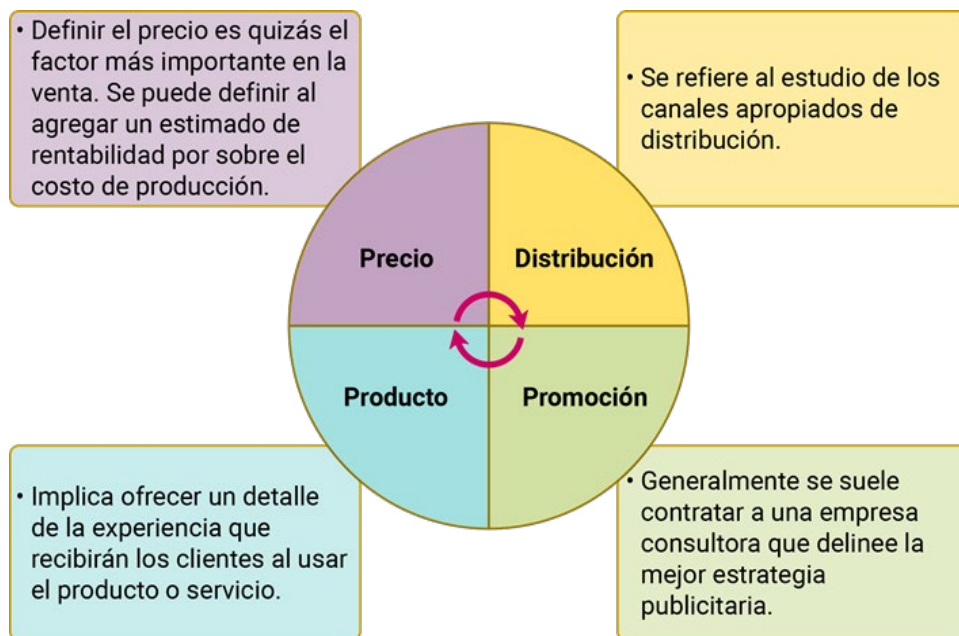 • Definir el precio es quizás el
factor más importante en la
venta. Se puede definir al
agregar un estimado de
rentabilidad por sobre el
costo de producción.
• Se refiere al estudio de los
canales apropiados de
distribución.
Precio
Distribución
Producto
Promoción
• Implica ofrecer un detalle
de la experiencia que
recibirán los clientes al usar
el producto o servicio.
• Generalmente se suele
contratar a una empresa
consultora que delinee la
mejor estrategia
publicitaria.